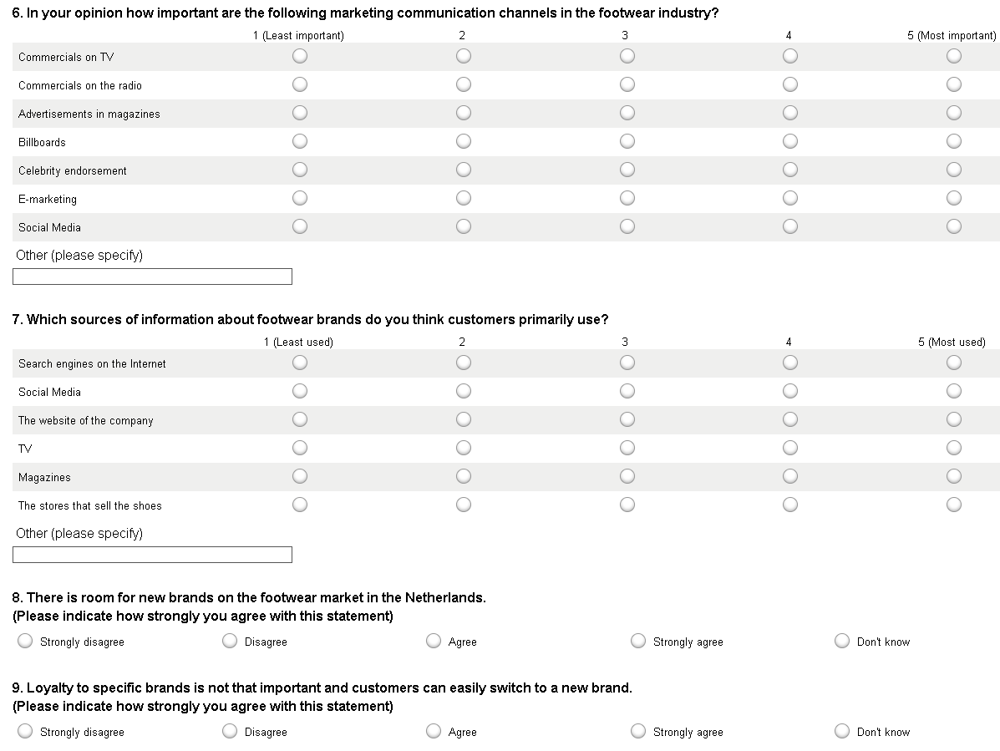 6. In your opinion how important are the following marketing communication channels in the footwear industry?
1 (Least important) 2 3 4 5 (Most important)
Commercials on TV
Commercials on the radio
Advertisements in magazines
Billboards
Celebrity endorsement
E-marketing
Social Media
Other (please specify)
7. Which sources of information about footwear brands do you think customers primarily use?
1 (Least used) 2 3 4 5 (Most used)
Search engines on the Internet
Social Media
The website of the company
TV
Magazines
The stores that sell the shoes
Other (please specify)
8. There is room for new brands on the footwear market in the Netherlands.
(Please indicate how strongly you agree with this statement)
Strongly disagree Disagree Agree Strongly agree Don't know
9. Loyalty to specific brands is not that important and customers can easily switch to a new brand.
(Please indicate how strongly you agree with this statement)
Strongly disagree Disagree Agree Strongly agree Don't know